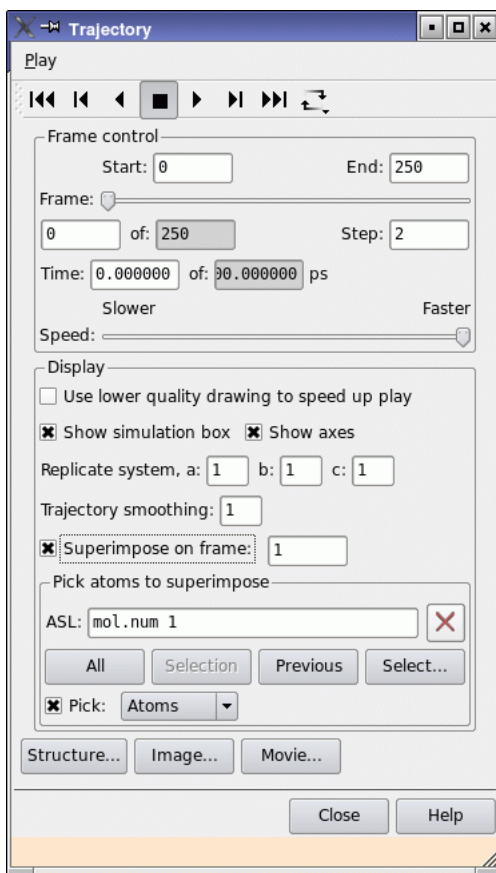 Trajectory
Play
Frame control
Start: 0 End: 250
Frame:
0 of: 250 Step: 2
Time: 0.000000 of: 00.000000 ps
Slower Faster
Speed:
Display
Use lower quality drawing to speed up play
Show simulation box Show axes
Replicate system, a: 1 b: 1 c: 1
Trajectory smoothing: 1
Superimpose on frame: 1
Pick atoms to superimpose
ASL: mol.num 1
All Selection Previous Select...
Pick: Atoms
Structure... Image... Movie...
Close Help